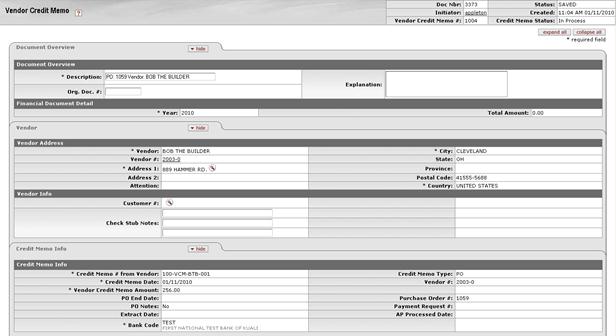 Vendor Credit Memo ?
Doc Nbr: 3373 Status: SAVED
Initiator: appleton Created: 11:04 AM 01/11/2010
Vendor Credit Memo #: 1004 Credit Memo Status: In Process
expand all collapse all
* required field
Document Overview hide
Document Overview
* Description: PO: 1059 Vendor: BOB THE BUILDER Explanation:
Org. Doc. #:
Financial Document Detail
* Year: 2010 Total Amount: 0.00
Vendor hide
Vendor Address
* Vendor: BOB THE BUILDER * City: CLEVELAND
Vendor #: 2003-0 State: OH
* Address 1: 889 HAMMER RD. Province:
Address 2: Postal Code: 41555-5688
Attention: * Country: UNITED STATES
Vendor Info
Customer #:
Check Stub Notes:
Credit Memo Info hide
Credit Memo Info
* Credit Memo # from Vendor: 100-VCM-BTB-001 Credit Memo Type: PO
* Credit Memo Date: 01/11/2010 Vendor #: 2003-0
* Vendor Credit Memo Amount: 256.00
PO End Date: Purchase Order #: 1059
PO Notes: No Payment Request #:
Extract Date: AP Processed Date:
* Bank Code TEST
FIRST NATIONAL TEST BANK OF KUALI